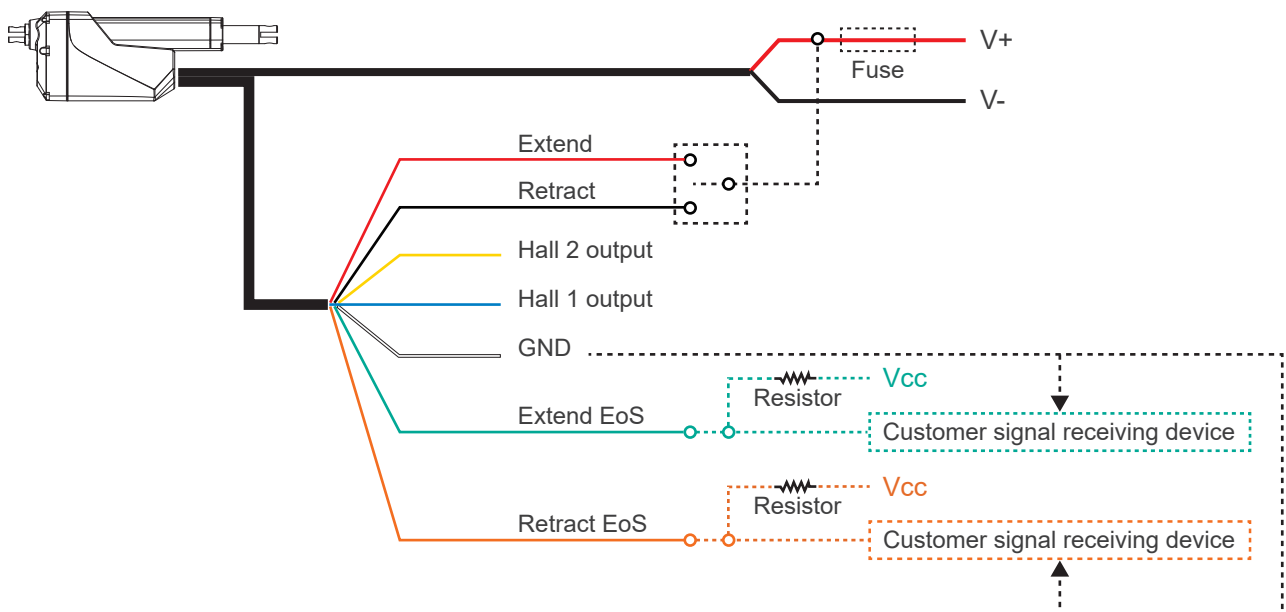 V+
Fuse
V-
Extend
Retract
Hall 2 output
Hall 1 output
GND
Vcc
Resistor
Extend EoS
Customer signal receiving device
Vcc
Resistor
Retract EoS
Customer signal receiving device